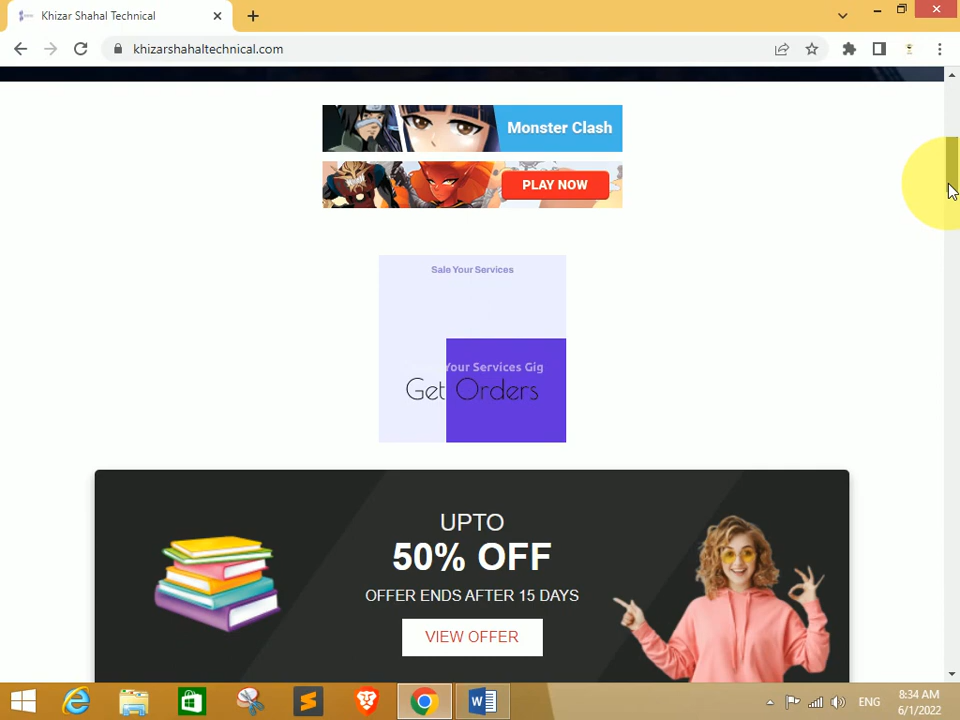 Khizar Shahal Technical
khizarshahaltechnical.com
Monster Clash
PLAY NOW
Sale Your Services
Your Services Gig
Get Orders
UPTO
50% OFF
OFFER ENDS AFTER 15 DAYS
VIEW OFFER
ENG
8:34 AM
6/1/2022